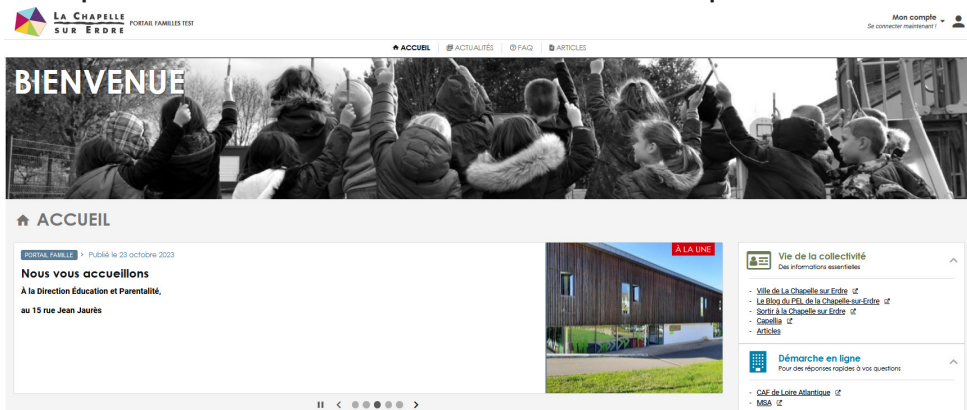 LA CHAPELLE
SUR ERDRE
PORTAIL FAMILLES TEST
Mon compte
Se connecter maintenant !
ACCUEIL
ACTUALITÉS
FAQ
ARTICLES
BIENVENUE
ACCUEIL
PORTAIL FAMILLE
Publié le 23 octobre 2023
À LA UNE
Nous vous accueillons
À la Direction Éducation et Parentalité,
au 15 rue Jean Jaurès
Vie de la collectivité
Des informations essentielles
- Ville de La Chapelle sur Erdre
- Le Blog du PEL de la Chapelle-sur-Erdre
- Sortir à la Chapelle sur Erdre
- Capellia
- Articles
Démarche en ligne
Pour des réponses rapides à vos questions
- CAF de Loire Atlantique
- MSA